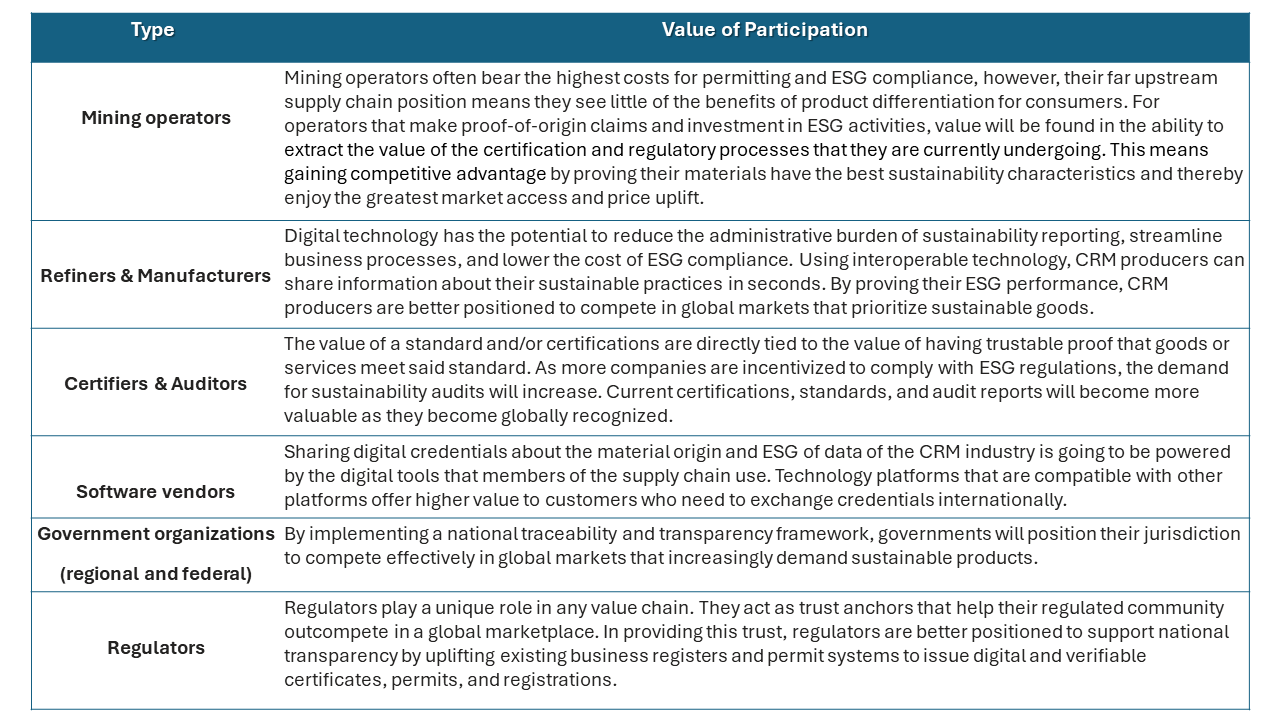 Type
Value of Participation
Mining operators
Mining operators often bear the highest costs for permitting and ESG compliance, however, their far upstream
supply chain position means they see little of the benefits of product differentiation for consumers. For
operators that make proof-of-origin claims and investment in ESG activities, value will be found in the ability to
extract the value of the certification and regulatory processes that they are currently undergoing. This means
gaining competitive advantage by proving their materials have the best sustainability characteristics and thereby
enjoy the greatest market access and price uplift.
Refiners & Manufacturers
Digital technology has the potential to reduce the administrative burden of sustainability reporting, streamline
business processes, and lower the cost of ESG compliance. Using interoperable technology, CRM producers can
share information about their sustainable practices in seconds. By proving their ESG performance, CRM
producers are better positioned to compete in global markets that prioritize sustainable goods.
Certifiers & Auditors
The value of a standard and/or certifications are directly tied to the value of having trustable proof that goods or
services meet said standard. As more companies are incentivized to comply with ESG regulations, the demand
for sustainability audits will increase. Current certifications, standards, and audit reports will become more
valuable as they become globally recognized.
Software vendors
Sharing digital credentials about the material origin and ESG of data of the CRM industry is going to be powered
by the digital tools that members of the supply chain use. Technology platforms that are compatible with other
platforms offer higher value to customers who need to exchange credentials internationally.
Government organizations
(regional and federal)
By implementing a national traceability and transparency framework, governments will position their jurisdiction
to compete effectively in global markets that increasingly demand sustainable products.
Regulators
Regulators play a unique role in any value chain. They act as trust anchors that help their regulated community
outcompete in a global marketplace. In providing this trust, regulators are better positioned to support national
transparency by uplifting existing business registers and permit systems to issue digital and verifiable
certificates, permits, and registrations.